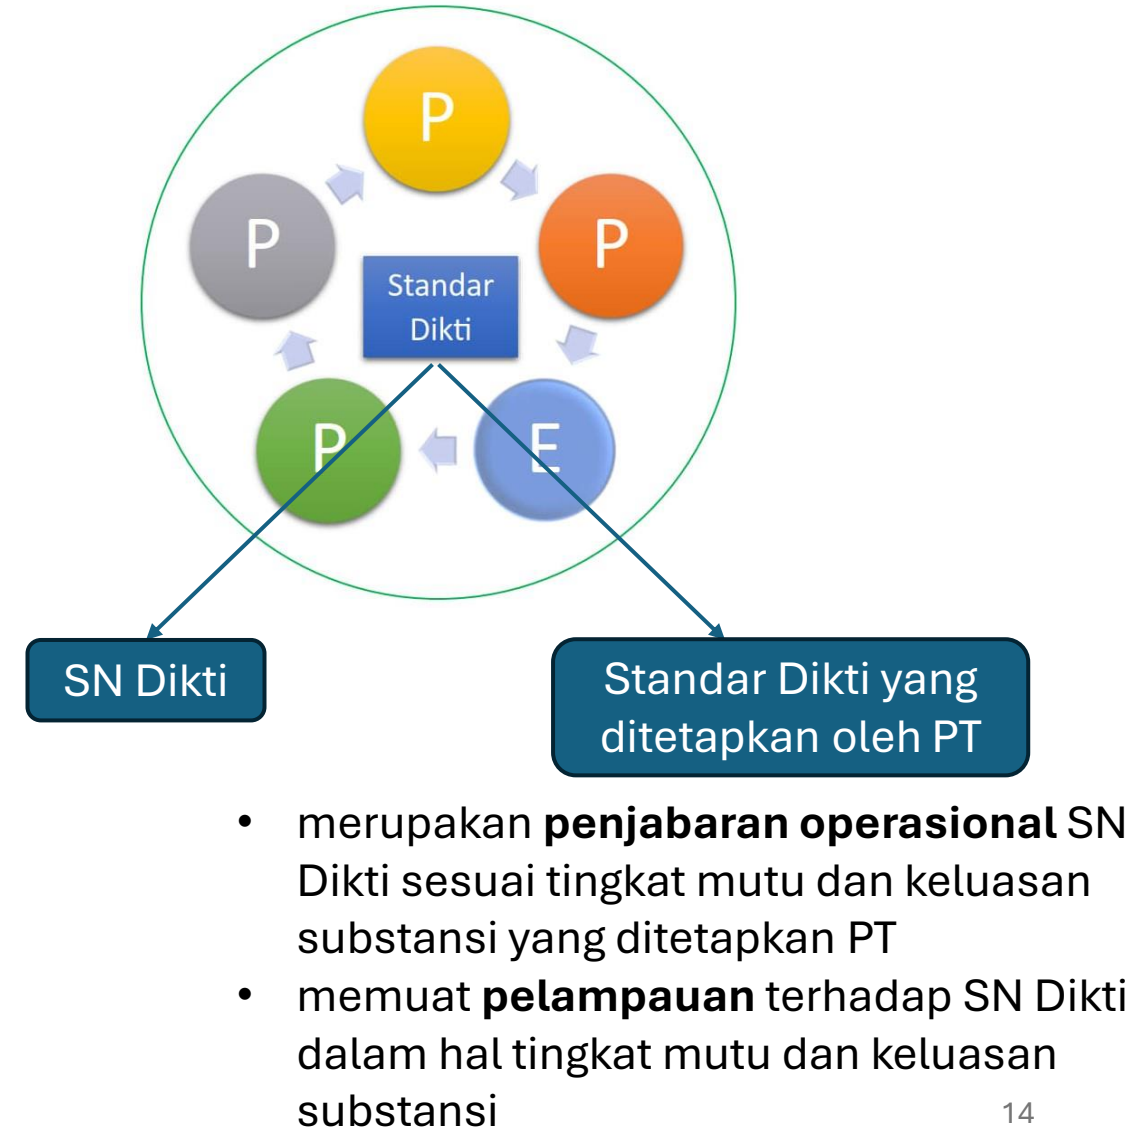 P
P
P
Standar
Dikti
P
E
SN Dikti
Standar Dikti yang
ditetapkan oleh PT
• merupakan penjabaran operasional SN
Dikti sesuai tingkat mutu dan keluasan
substansi yang ditetapkan PT
• memuat pelampauan terhadap SN Dikti
dalam hal tingkat mutu dan keluasan
substansi
14